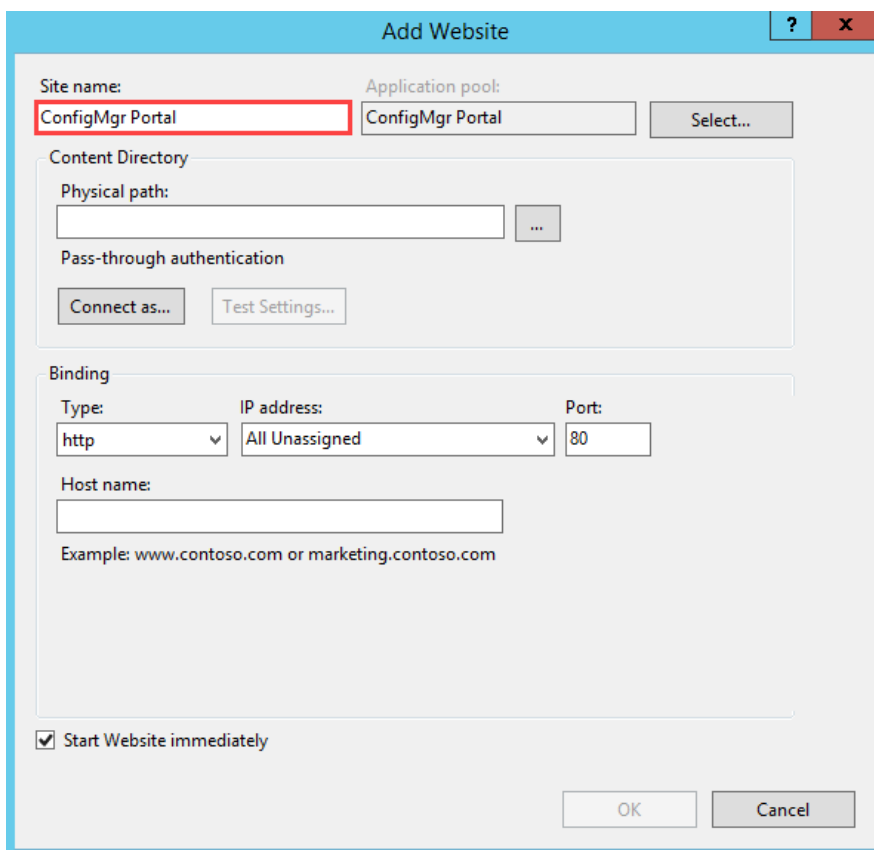 Add Website
? x
Site name: Application pool:
ConfigMgr Portal ConfigMgr Portal Select...
Content Directory
Physical path:
...
Pass-through authentication
Connect as... Test Settings...
Binding
Type: IP address: Port:
http All Unassigned 80
Host name:
Example: www.contoso.com or marketing.contoso.com
Start Website immediately
OK Cancel